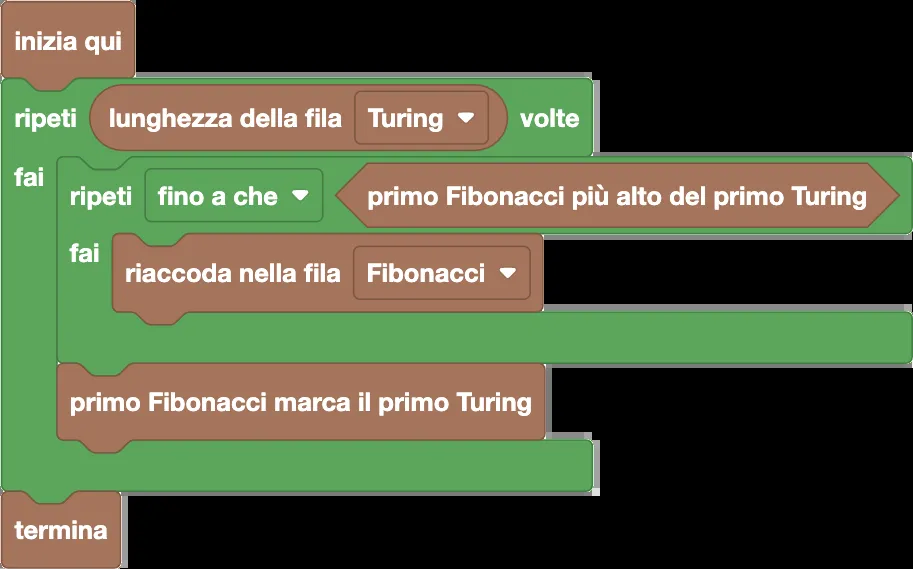 inizia qui
ripeti lunghezza della fila Turing volte
fai ripeti fino a che primo Fibonacci più alto del primo Turing
fai riaccoda nella fila Fibonacci
primo Fibonacci marca il primo Turing
termina